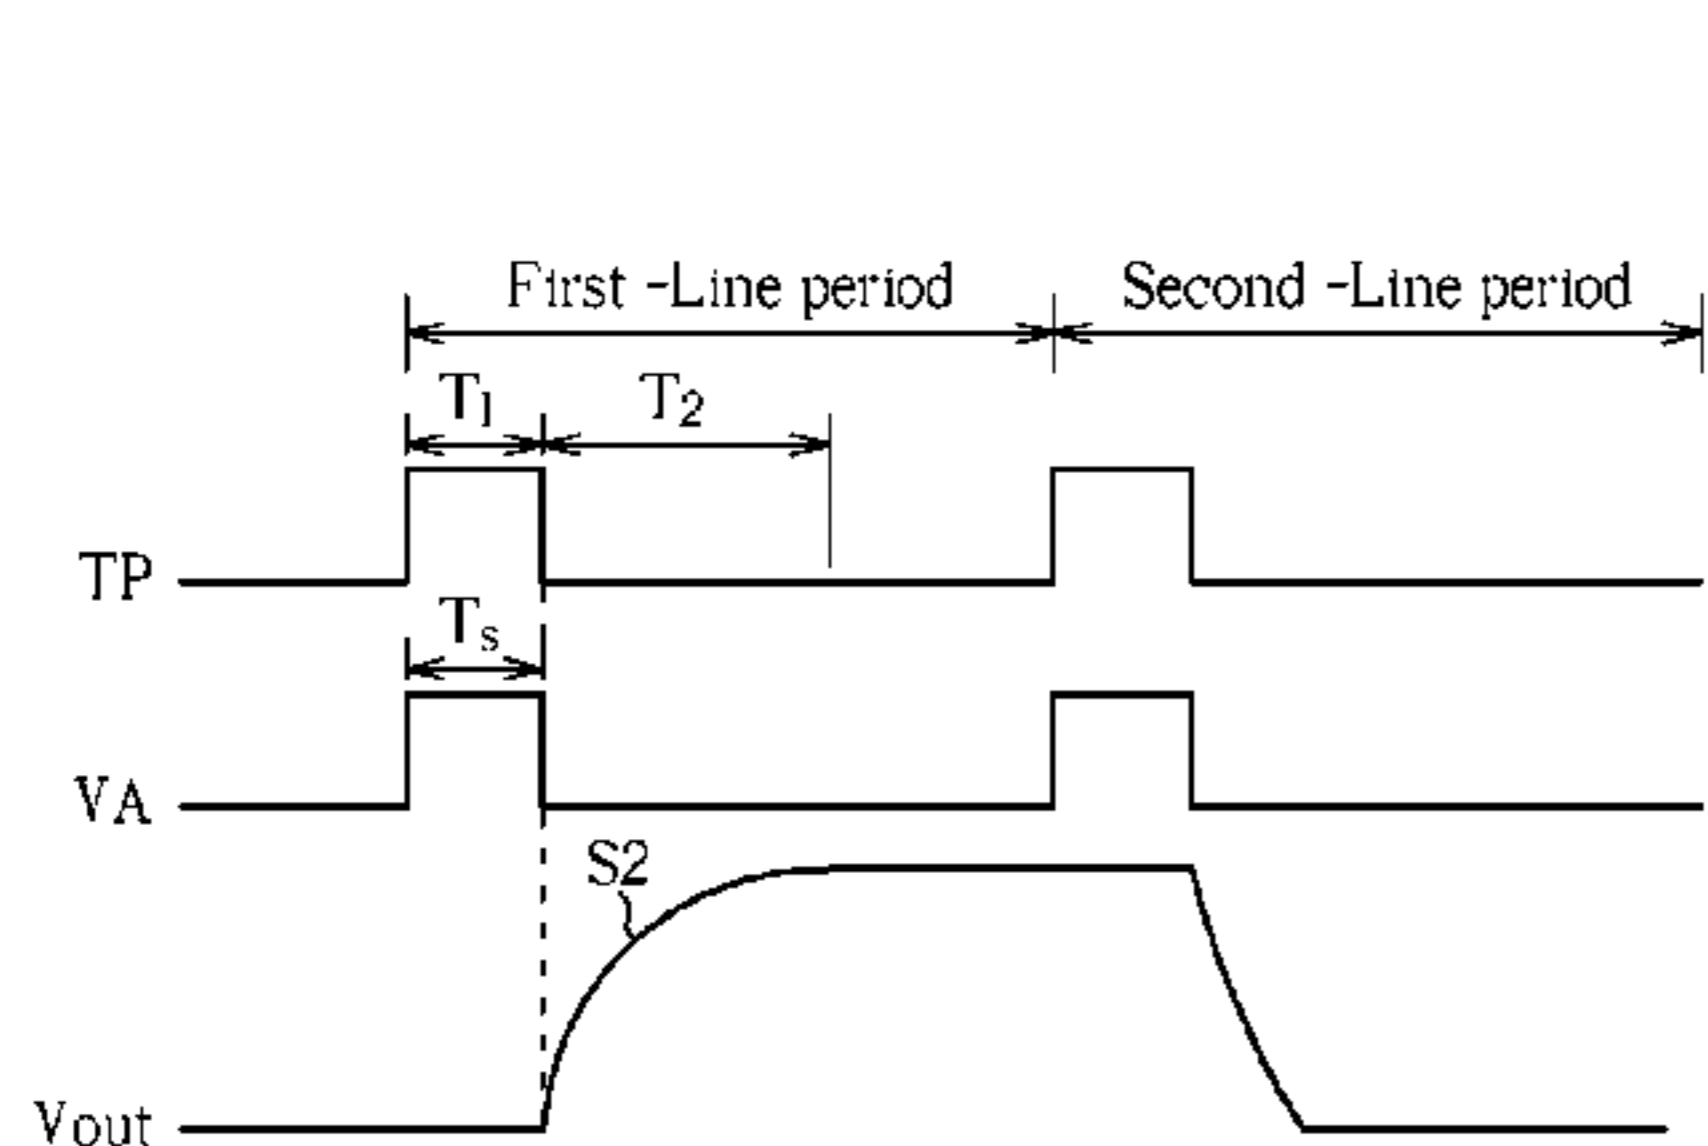 First -Line period Second -Line period
T1 T2
TP
Ts
VA
S2
Vout